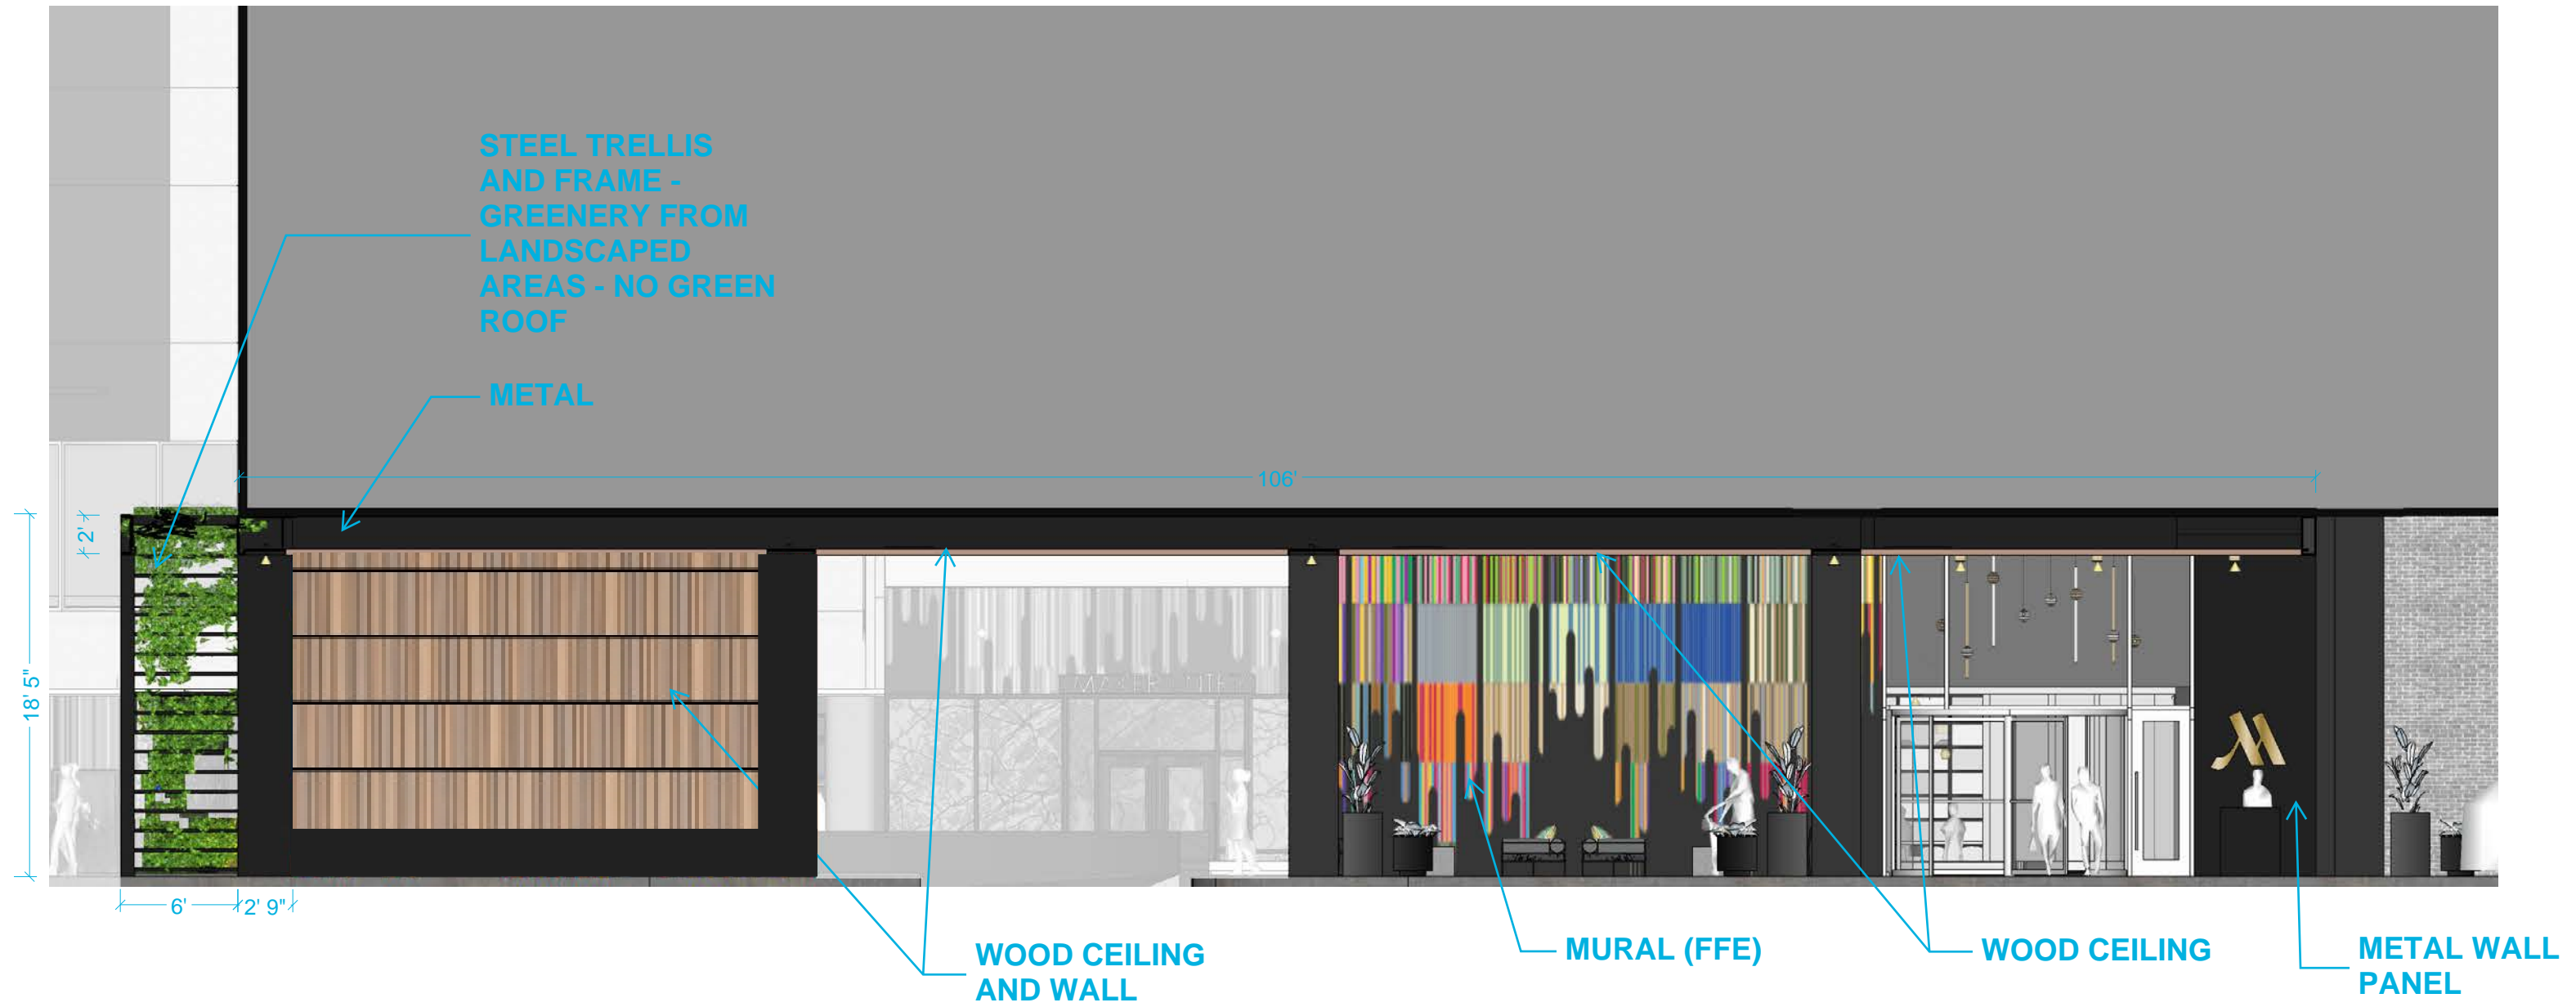 STEEL TRELLIS
AND FRAME -
GREENERY FROM
LANDSCAPED
AREAS - NO GREEN
ROOF
METAL
106'
2'
18' 5"
6'
2' 9"
WOOD CEILING
AND WALL
MURAL (FFE)
WOOD CEILING
METAL WALL
PANEL